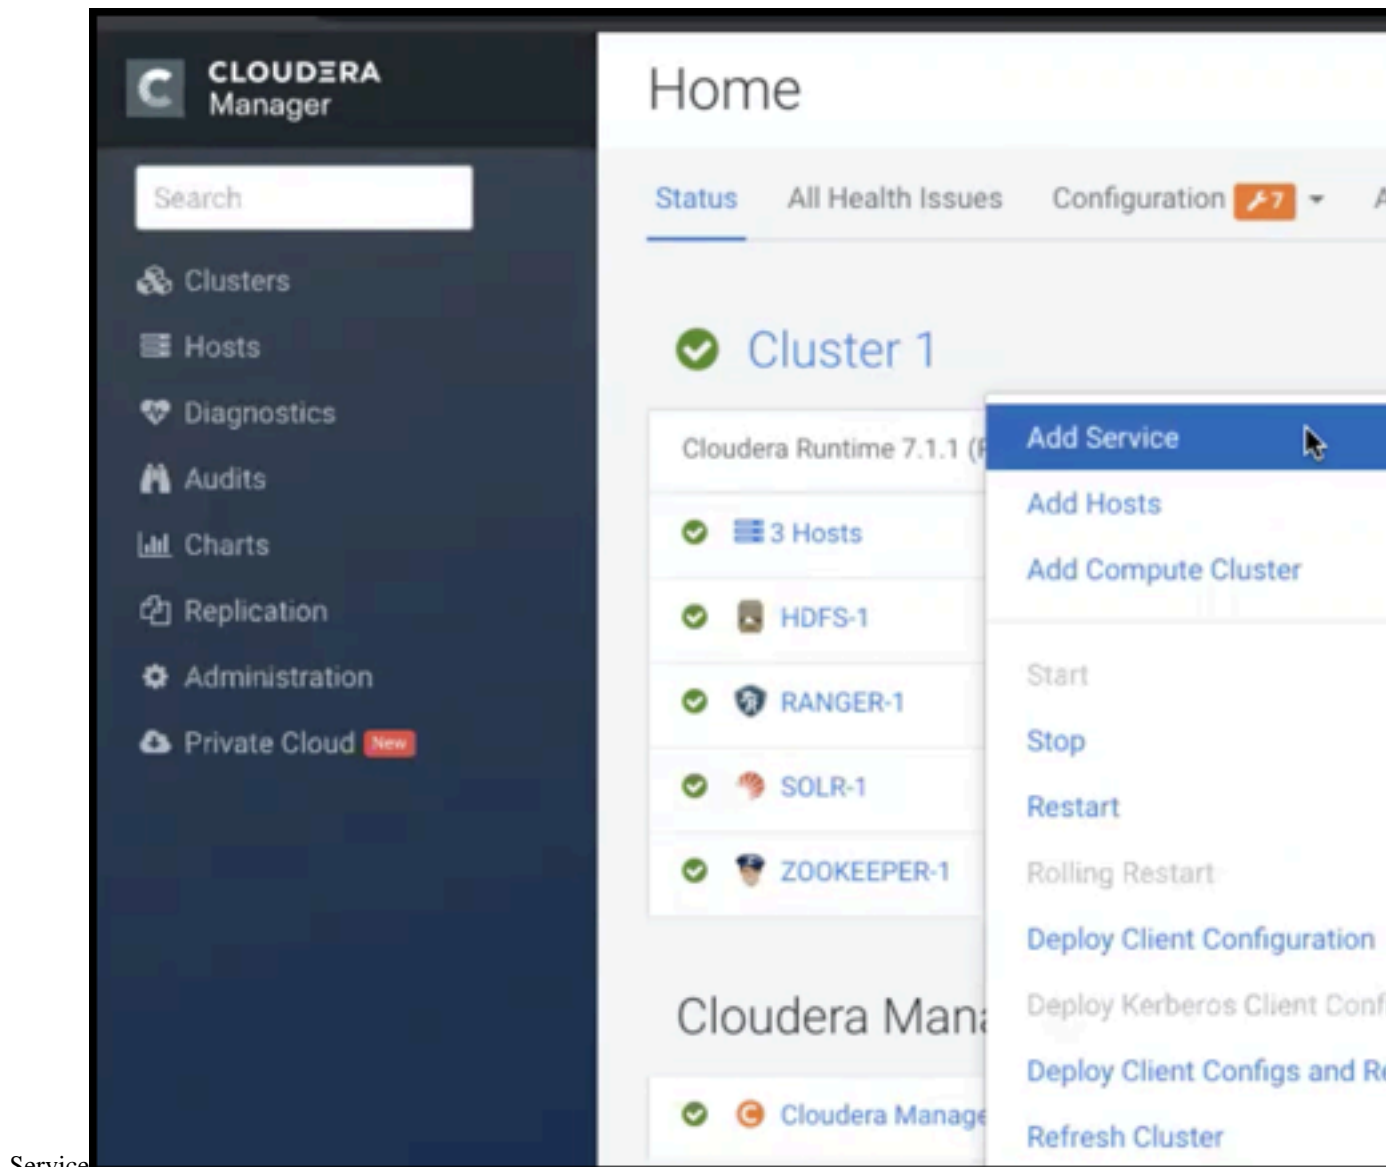 CLOUDERA
Manager
Search
Clusters
Hosts
Diagnostics
Audits
Charts
Replication
Administration
Private Cloud New
Home
Status All Health Issues Configuration 7
Cluster 1
Cloudera Runtime 7.1.1
3 Hosts
HDFS-1
RANGER-1
SOLR-1
ZOOKEEPER-1
Cloudera
Cloudera
Add Service
Add Hosts
Add Compute Cluster
Start
Stop
Restart
Rolling Restart
Deploy Client Configuration
Deploy Kerberos Client
Deploy Client Configs and
Refresh Cluster
Service